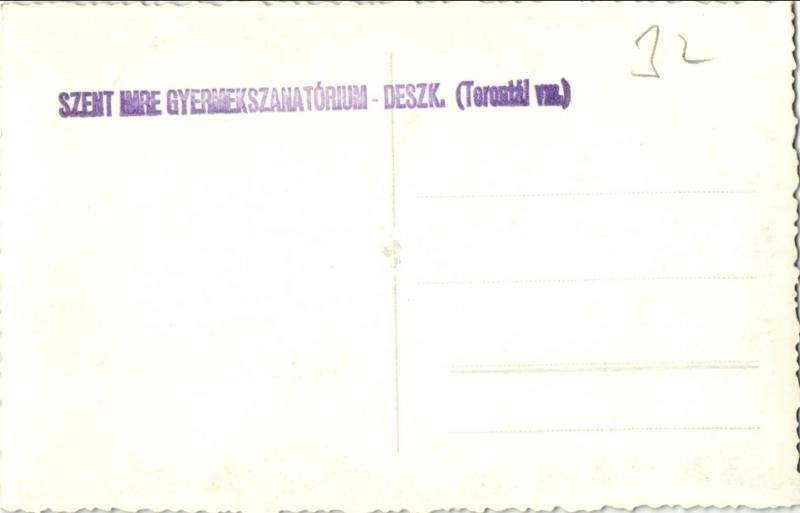 SZENT IMRE GYERMEKSZANATÓRIUM - DESZK. (Torontál vm.)
32